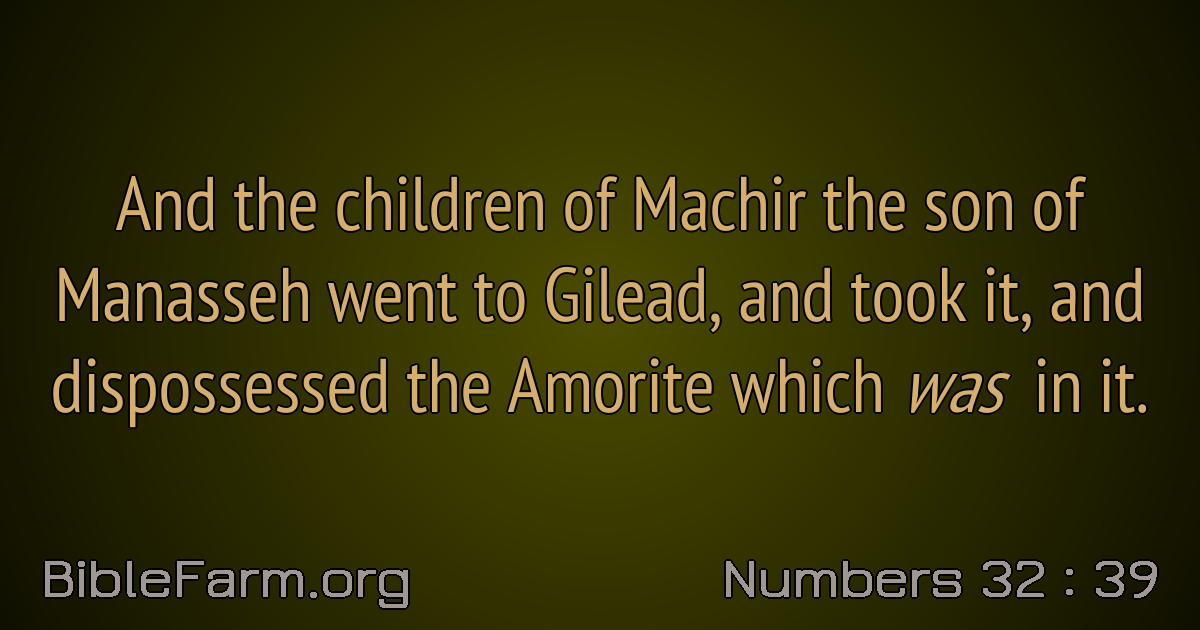 And the children of Machir the son of
Manasseh went to Gilead, and took it, and
dispossessed the Amorite which was in it.
BibleFarm.org
Numbers 32 : 39